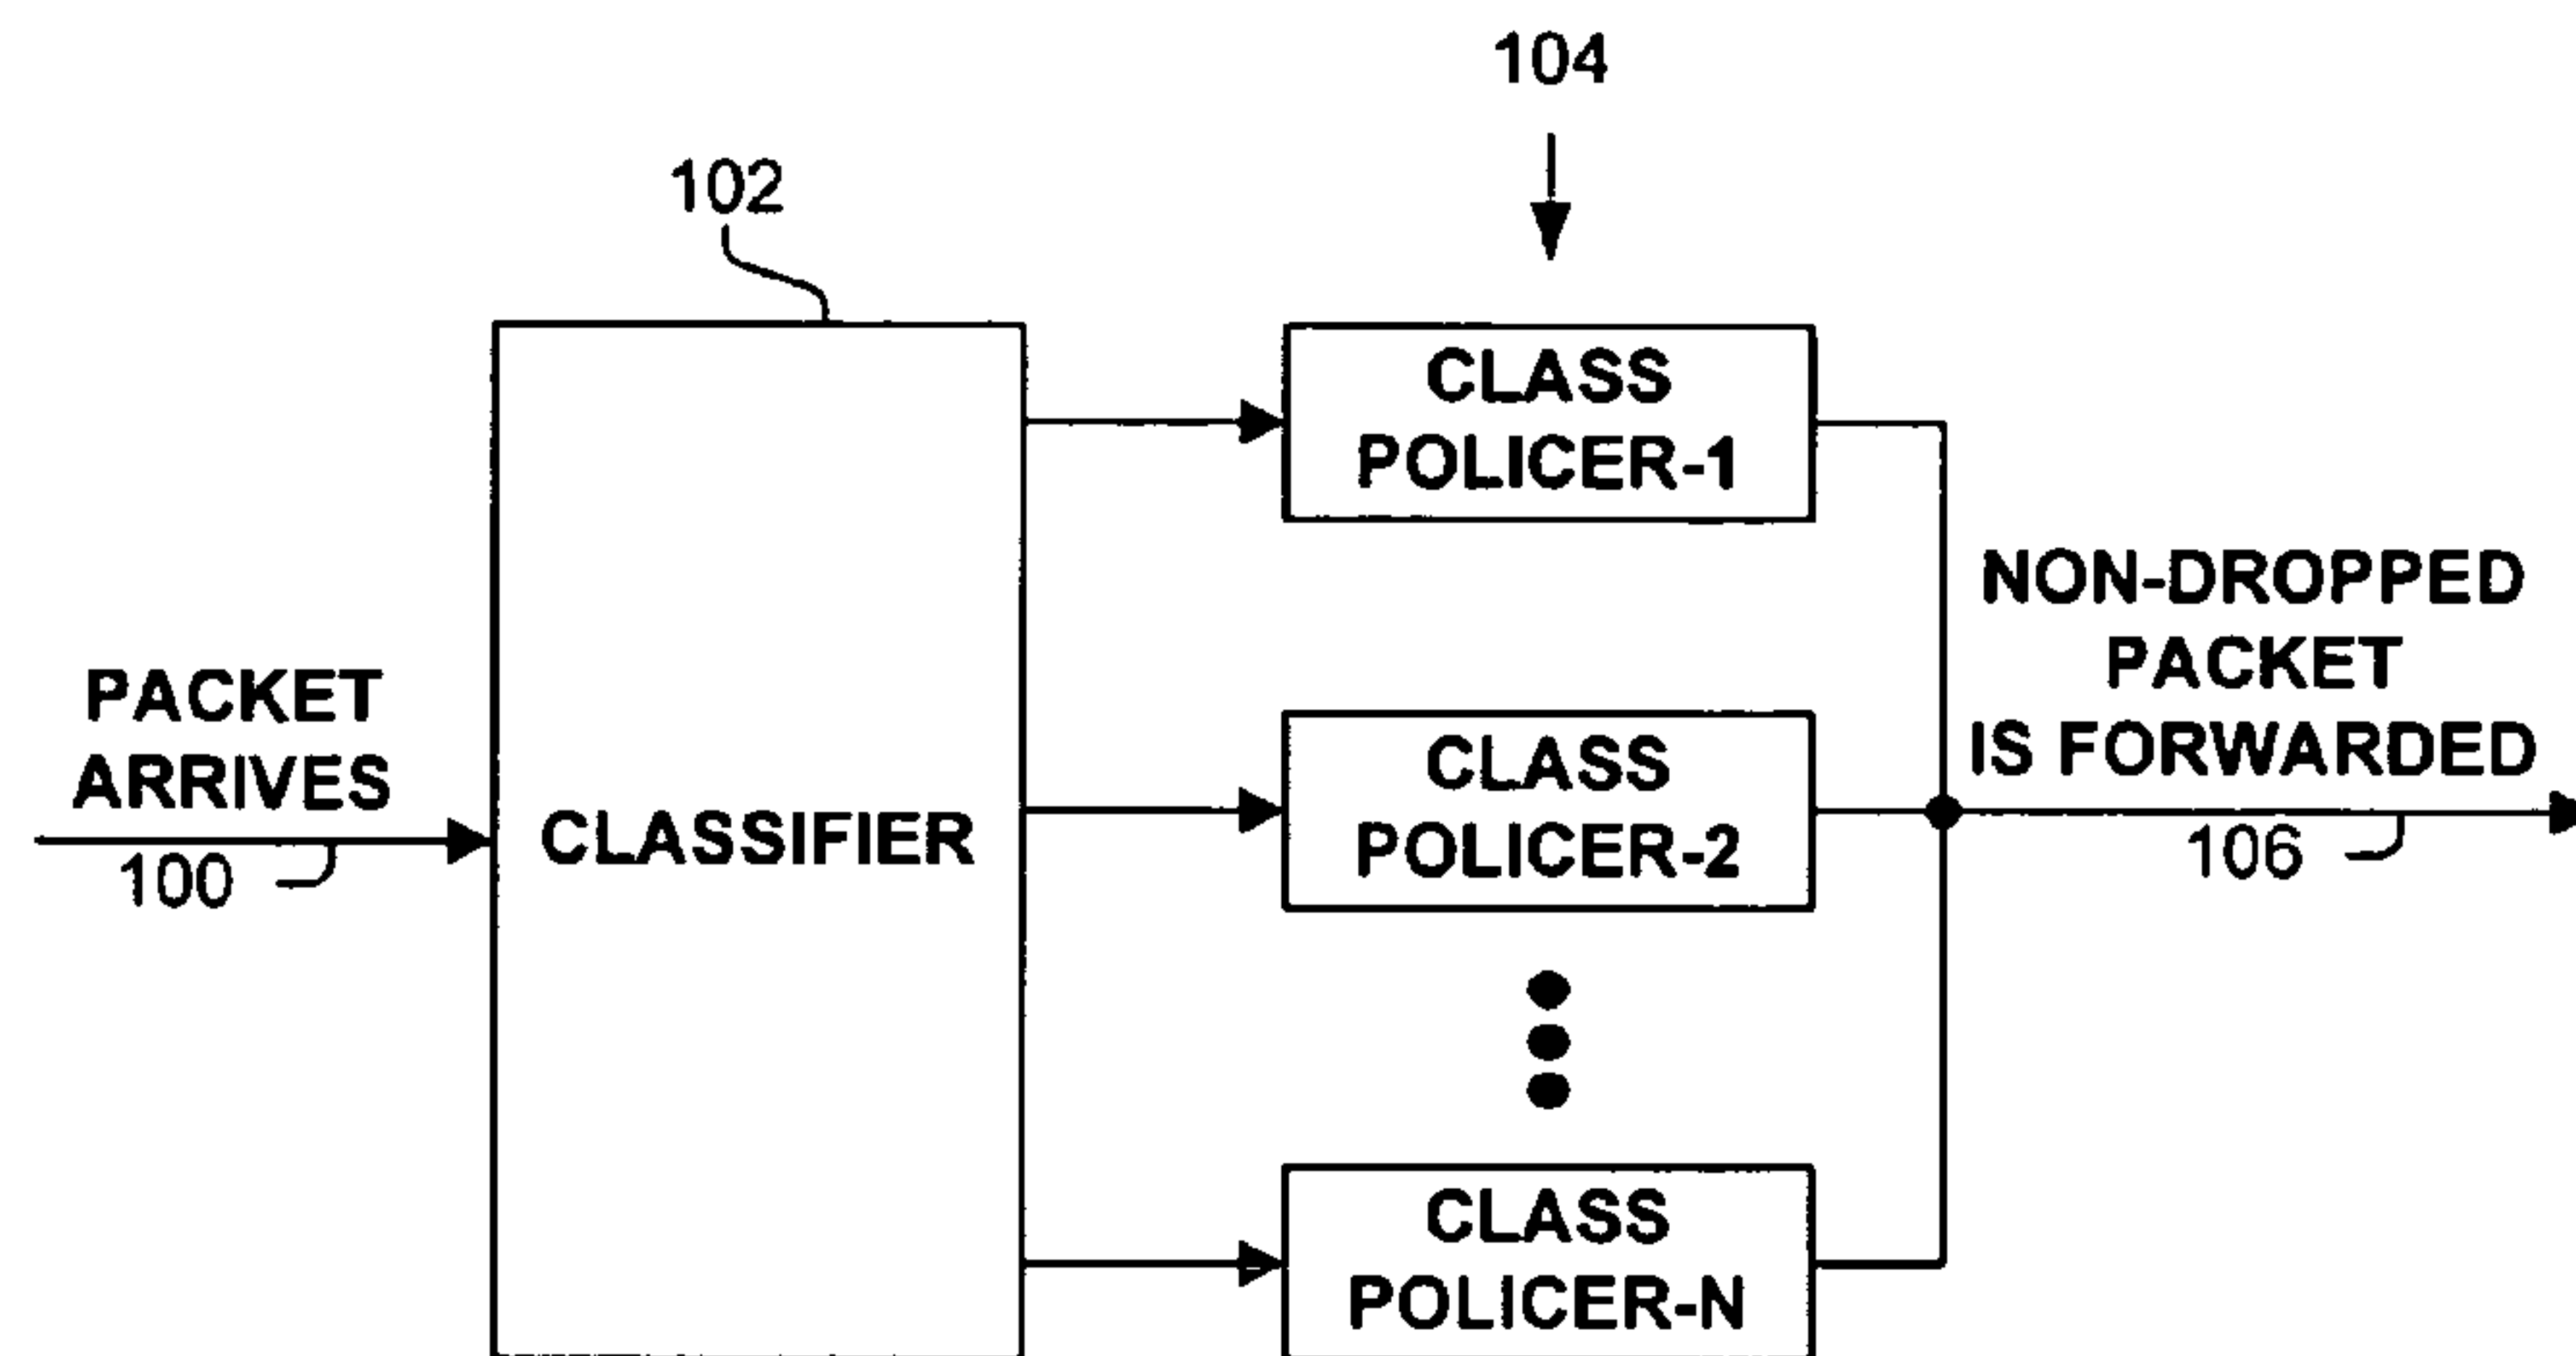 104
102
CLASS
POLICER-1
NON-DROPPED
PACKET
IS FORWARDED
PACKET
ARRIVES
100
CLASSIFIER
CLASS
POLICER-2
106
CLASS
POLICER-N